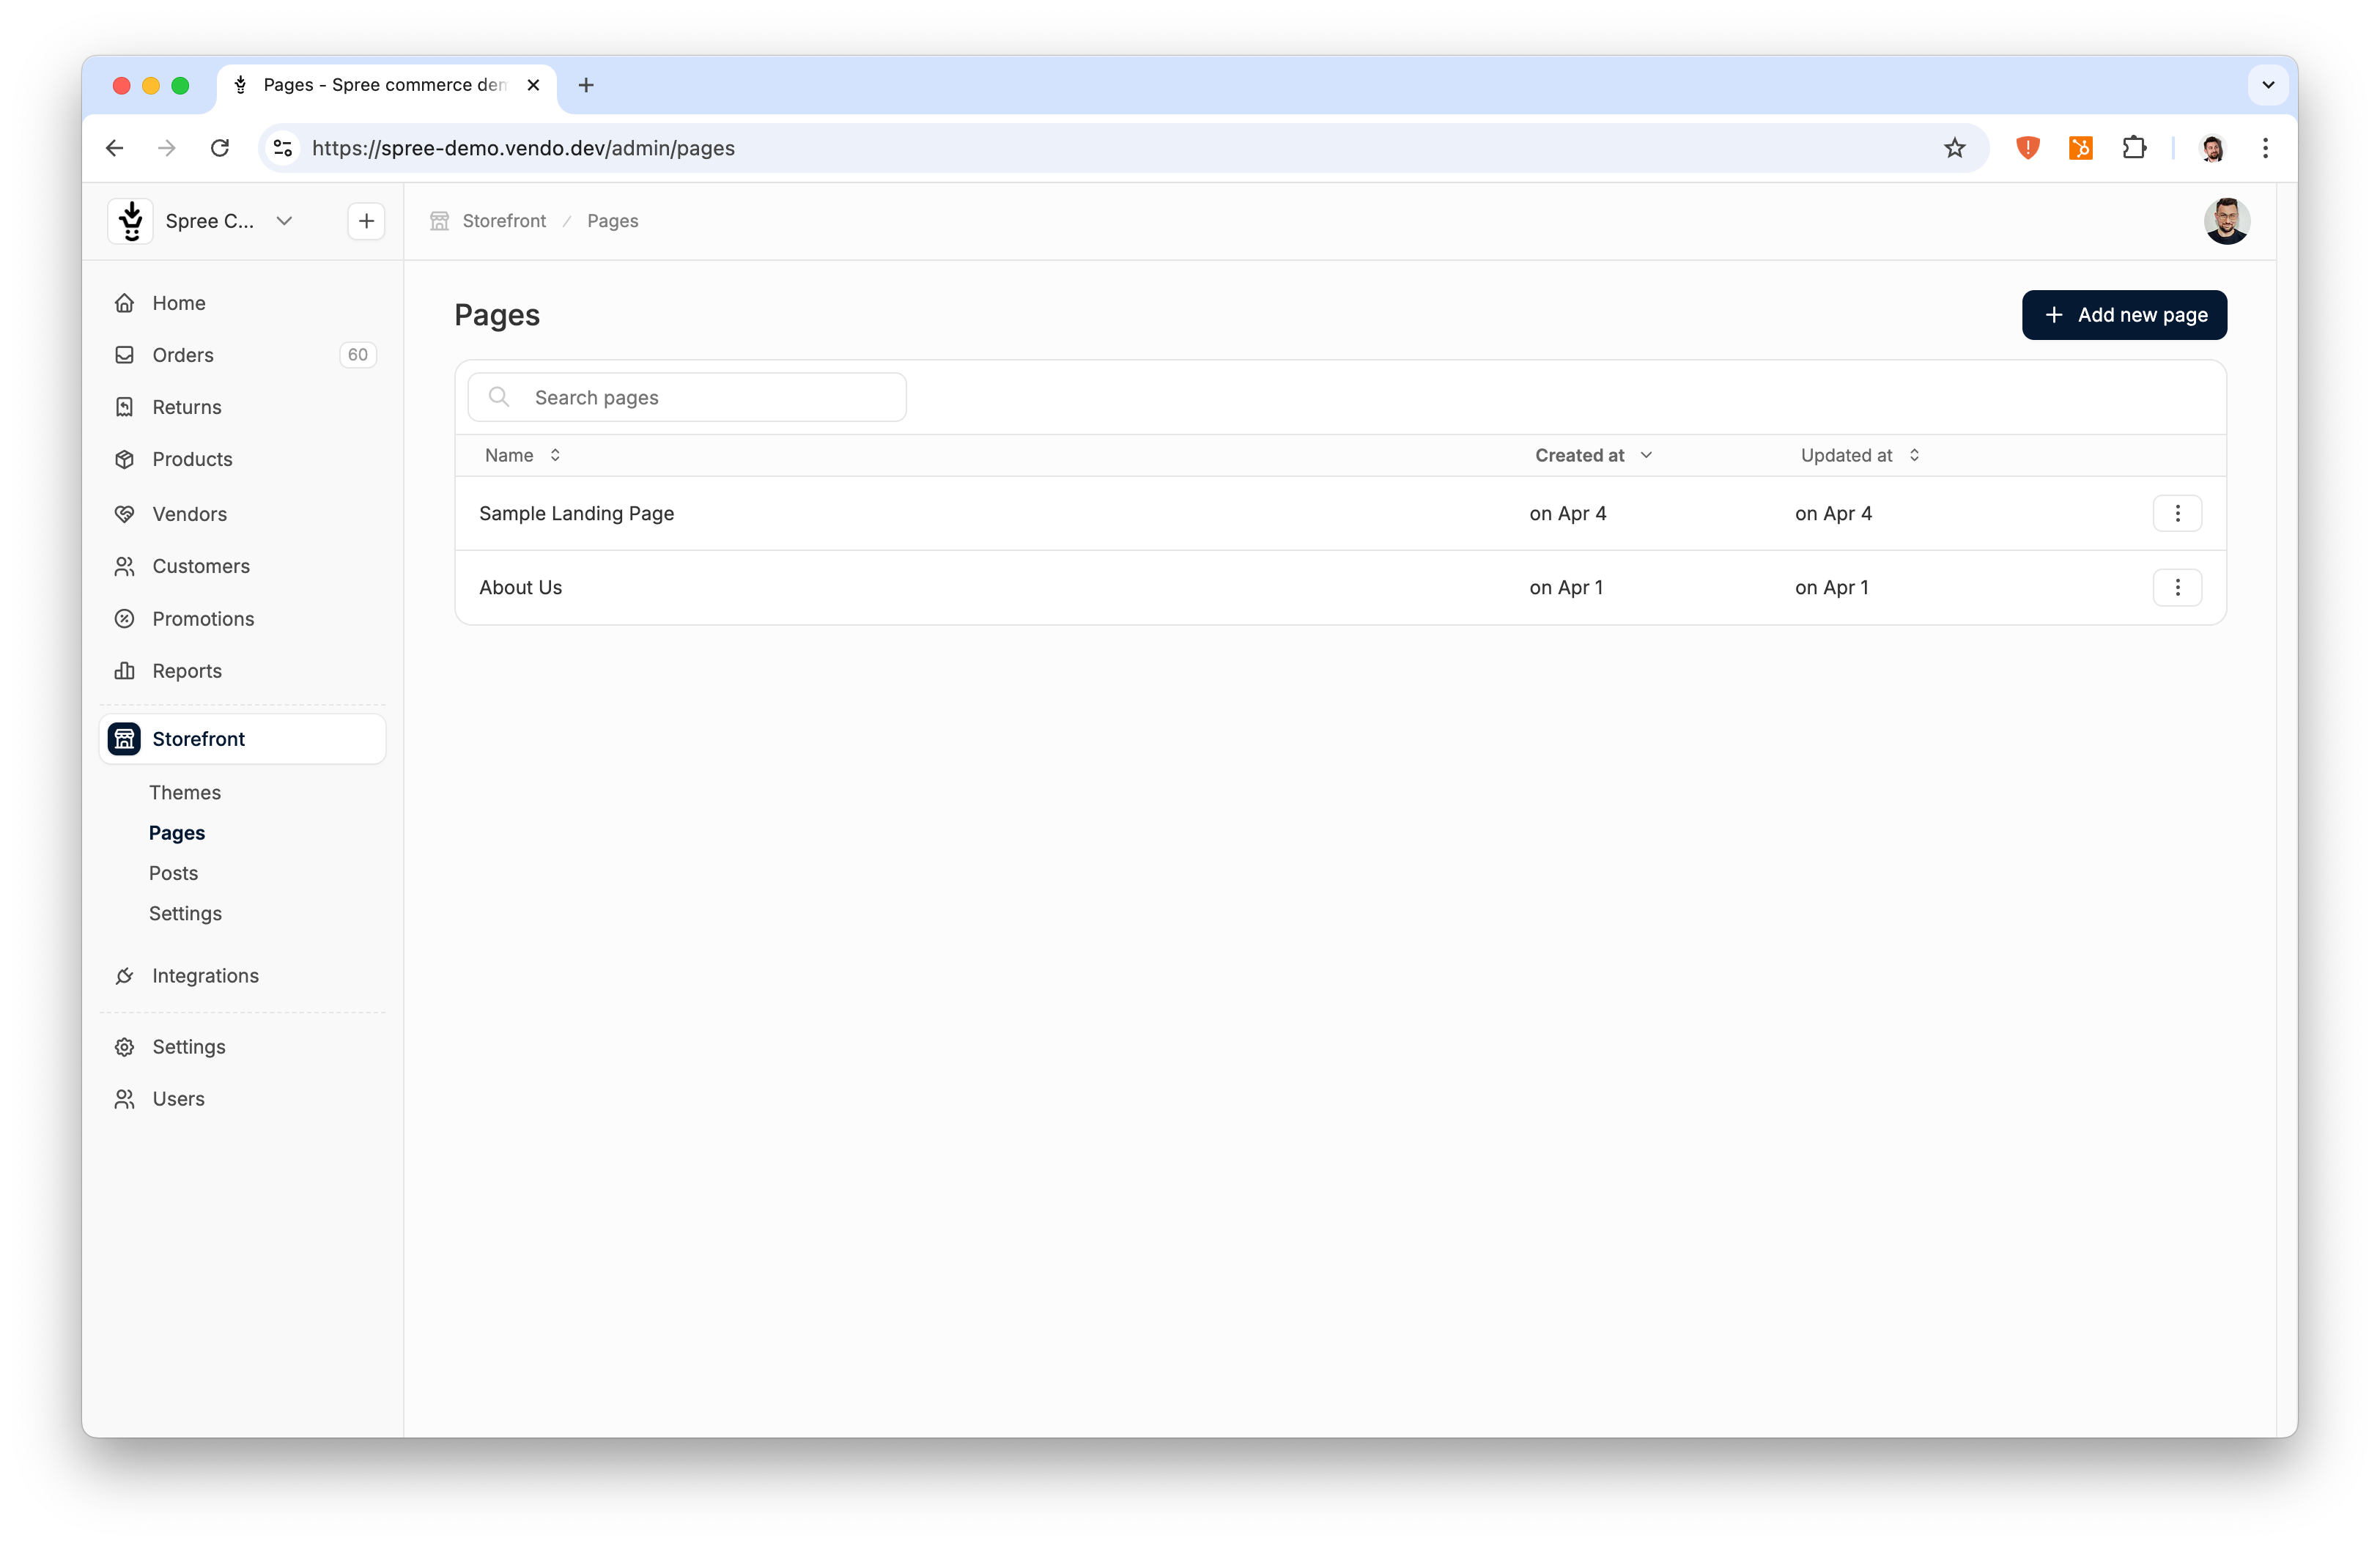 Pages - Spree commerce dem
https://spree-demo.vendo.dev/admin/pages
Spree C...
Storefront / Pages
Home
Orders 60
Returns
Products
Vendors
Customers
Promotions
Reports
Storefront
Themes
Pages
Posts
Settings
Integrations
Settings
Users
Pages
Add new page
Search pages
Name Created at Updated at
Sample Landing Page on Apr 4 on Apr 4
About Us on Apr 1 on Apr 1